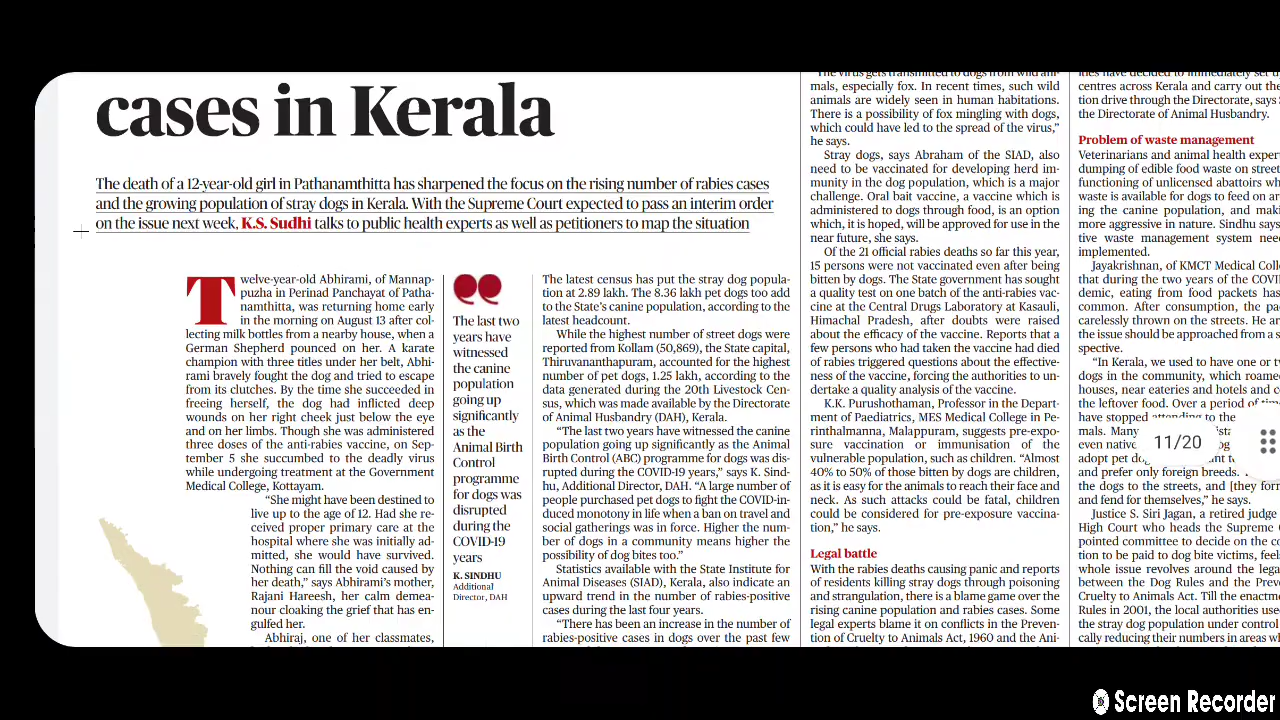 cases in Kerala
The death of a 12-year-old girl in Pathanamthitta has sharpened the focus on the rising number of rabies cases
and the growing population of stray dogs in Kerala. With the Supreme Court expected to pass an interim order
on the issue next week, K.S. Sudhi talks to public health experts as well as petitioners to map the situation
Twelve-year-old Abhirami, of Mannap-
puzha in Perinad Panchayat of Patha-
namthitta, was returning home early
in the morning on August 13 after col-
lecting milk bottles from a nearby house, when a
German Shepherd pounced on her. A karate
champion with three titles under her belt, Abhi-
rami bravely fought the dog and tried to escape
from its clutches. By the time she succeeded in
freeing herself, the dog had inflicted deep
wounds on her right cheek just below the eye
and on her limbs. Though she was administered
three doses of the anti-rabies vaccine, on Sep-
tember 5 she succumbed to the deadly virus
while undergoing treatment at the Government
Medical College, Kottayam.
“She might have been destined to
live up to the age of 12. Had she re-
ceived proper primary care at the
hospital where she was initially ad-
mitted, she would have survived.
Nothing can fill the void caused by
her death,” says Abhirami’s mother,
Rajani Hareesh, her calm demea-
nour cloaking the grief that has en-
gulfed her.
Abhiraj, one of her classmates,
The last two
years have
witnessed
the canine
population
going up
significantly
as the
Animal Birth
Control
programme
for dogs was
disrupted
during the
COVID-19
years
K. SINDHU
Additional
Director, DAH
The latest census has put the stray dog popula-
tion at 2.89 lakh. The 8.36 lakh pet dogs too add
to the State’s canine population, according to the
latest headcount.
While the highest number of street dogs were
reported from Kollam (50,869), the State capital,
Thiruvananthapuram, accounted for the highest
number of pet dogs, 1.25 lakh, according to the
data generated during the 20th Livestock Cen-
sus, which was made available by the Directorate
of Animal Husbandry (DAH), Kerala.
“The last two years have witnessed the canine
population going up significantly as the Animal
Birth Control (ABC) programme for dogs was dis-
rupted during the COVID-19 years,” says K. Sind-
hu, Additional Director, DAH. “A large number of
people purchased pet dogs to fight the COVID-in-
duced monotony in life when a ban on travel and
social gatherings was in force. Higher the num-
ber of dogs in a community means higher the
possibility of dog bites too.”
Statistics available with the State Institute for
Animal Diseases (SIAD), Kerala, also indicate an
upward trend in the number of rabies-positive
cases during the last four years.
“There has been an increase in the number of
rabies-positive cases in dogs over the past few
“The virus gets transmitted to dogs from wild ani-
mals, especially fox. In recent times, such wild
animals are widely seen in human habitations.
There is a possibility of fox mingling with dogs,
which could have led to the spread of the virus,”
he says.
Stray dogs, says Abraham of the SIAD, also
need to be vaccinated for developing herd im-
munity in the dog population, which is a major
challenge. Oral bait vaccine, a vaccine which is
administered to dogs through food, is an option
which, it is hoped, will be approved for use in the
near future, she says.
Of the 21 official rabies deaths so far this year,
15 persons were not vaccinated even after being
bitten by dogs. The State government has sought
a quality test on one batch of the anti-rabies vac-
cine at the Central Drugs Laboratory at Kasauli,
Himachal Pradesh, after doubts were raised
about the efficacy of the vaccine. Reports that a
few persons who had taken the vaccine had died
of rabies triggered questions about the effective-
ness of the vaccine, forcing the authorities to un-
dertake a quality analysis of the vaccine.
K.K. Purushothaman, Professor in the Depart-
ment of Paediatrics, MES Medical College in Pe-
rinthalmanna, Malappuram, suggests pre-expo-
sure vaccination or immunisation of the
vulnerable population, such as children. “Almost
40% to 50% of those bitten by dogs are children,
as it is easy for the animals to reach their face and
neck. As such attacks could be fatal, children
could be considered for pre-exposure vaccina-
tion,” he says.
Legal battle
With the rabies deaths causing panic and reports
of residents killing stray dogs through poisoning
and strangulation, there is a blame game over the
rising canine population and rabies cases. Some
legal experts blame it on conflicts in the Preven-
tion of Cruelty to Animals Act, 1960 and the Ani-
have decided to immediately set
centres across Kerala and carry out the
tion drive through the Directorate, says
the Directorate of Animal Husbandry.
Problem of waste management
Veterinarians and animal health exper
dumping of edible food waste on street
functioning of unlicensed abattoirs wh
waste is available for dogs to feed on ar
ing the canine population, and maki
more aggressive in nature. Sindhu says
tive waste management system need
implemented.
Jayakrishnan, of KMCT Medical Coll
that during the two years of the
demic, eating from food packets has
common. After consumption, the pa
carelessly thrown on the streets. He ar
the issue should be approached from a s
spective.
“In Kerala, we used to have one or t
dogs in the community, which roame
houses, near eateries and hotels and c
the leftover food. Over a period of time
have stopped attending to the
mals. Many
even native
adopt pet dog
and prefer only foreign breeds.
the dogs to the streets, and [they for
and fend for themselves,” he says.
Justice S. Siri Jagan, a retired judge
High Court who heads the Supreme
pointed committee to decide on the co
tion to be paid to dog bite victims, feel
whole issue revolves around the lega
between the Dog Rules and the Preve
Cruelty to Animals Act. Till the enactm
Rules in 2001, the local authorities use
the stray dog population under control
cally reducing their numbers in areas w
11/20
Screen Recorder